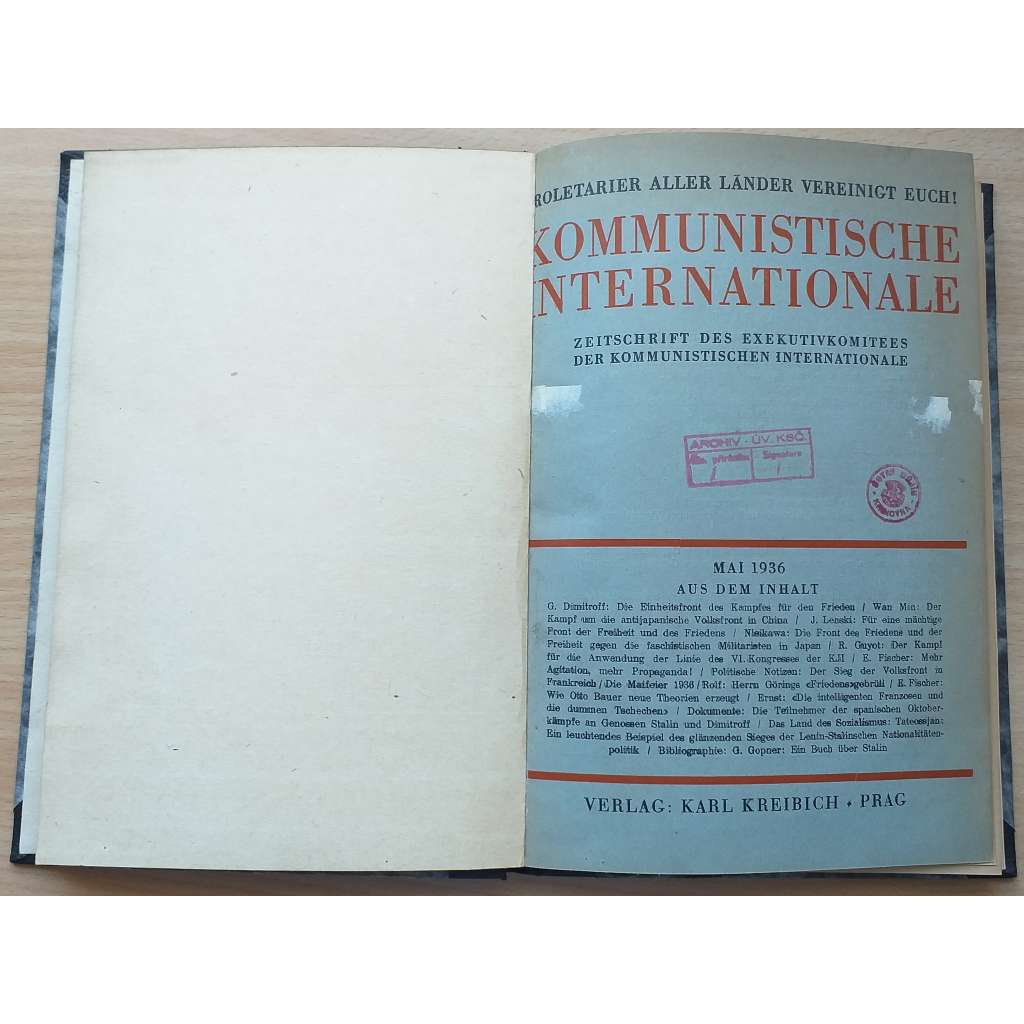 ROLETARIER ALLER LÄNDER VEREINIGT EUCH!
KOMMUNISTISCHE
INTERNATIONALE
ZEITSCHRIFT DES EXEKUTIVKOMITEES
DER KOMMUNISTISCHEN INTERNATIONALE
ARCHIV - ÚV. KSČ.
Signatura
KNIHOVNA
MAI 1936
AUS DEM INHALT
G. Dimitroff: Die Einheitsfront des Kampfes für den Frieden / Wan Min: Der
Kampf um die antijapanische Volksfront in China / J. Lenski: Für eine mächtige
Front der Freiheit und des Friedens / Nisikawa: Die Front des Friedens und der
Freiheit gegen die faschistischen Militaristen in Japan / R. Guyot: Der Kampf
für die Anwendung der Linie des VI. Kongresses der KJI / E. Fischer: Mehr
Agitation, mehr Propaganda! / Politische Notizen: Der Sieg der Volksfront in
Frankreich / Die Maifeier 1936 / Rolf: Herrn Görings «Friedens»gebrüll / E. Fischer:
Wie Otto Bauer neue Theorien erzeugt / Ernst: «Die intelligenten Franzosen und
die dummen Tschechen» / Dokumente: Die Teilnehmer der spanischen Oktober-
kämpfe an Genossen Stalin und Dimitroff / Das Land des Sozialismus: Tateossjan:
Ein leuchtendes Beispiel des glänzenden Sieges der Lenin-Stalinschen Nationalitäten-
politik / Bibliographie: G. Gopner: Ein Buch über Stalin
VERLAG: KARL KREIBICH • PRAG